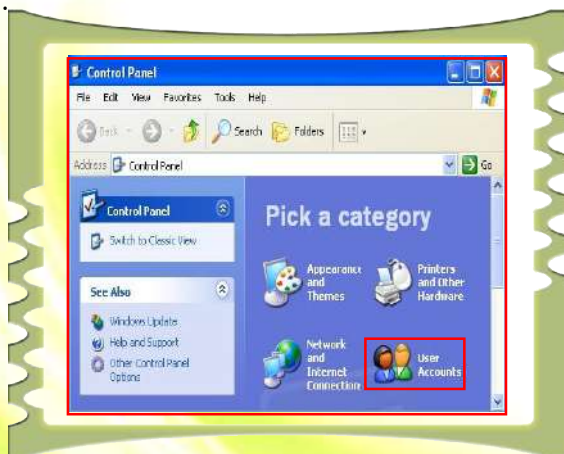 .
Control Panel
File Edit View Favorites Tools Help
Back Search Folders
Address Control Panel Go
Control Panel
Switch to Classic View
See Also
Windows Update
Help and Support
Other Control Panel
Options
Pick a category
Appearance
and
Themes
Printers
and Other
Hardware
Network
and
Internet
Connection
User
Accounts